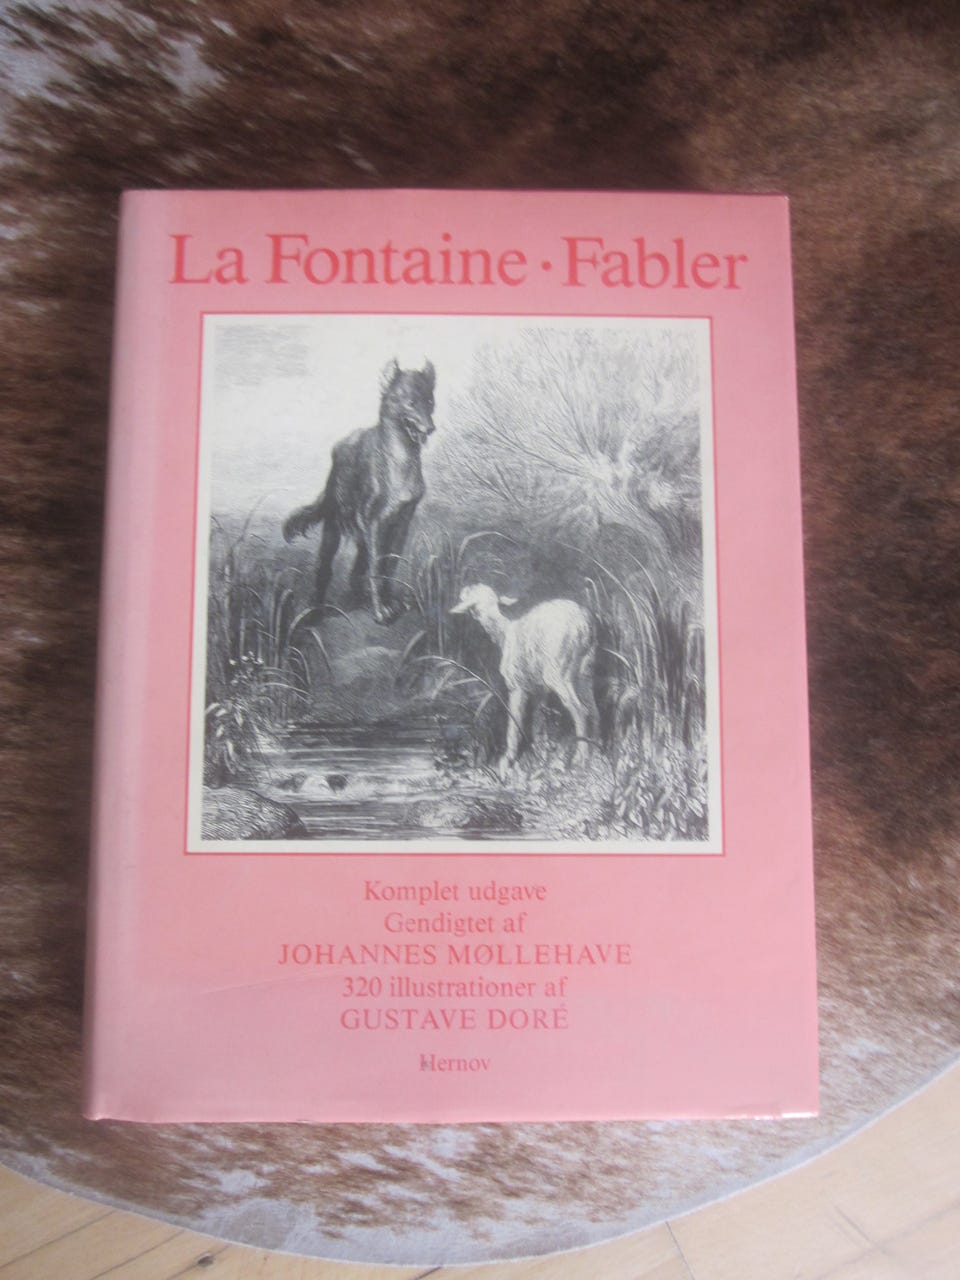 La Fontaine · Fabler
Komplet udgave
Gendigtet af
JOHANNES MØLLEHAVE
320 illustrationer af
GUSTAVE DORÉ
Hernov